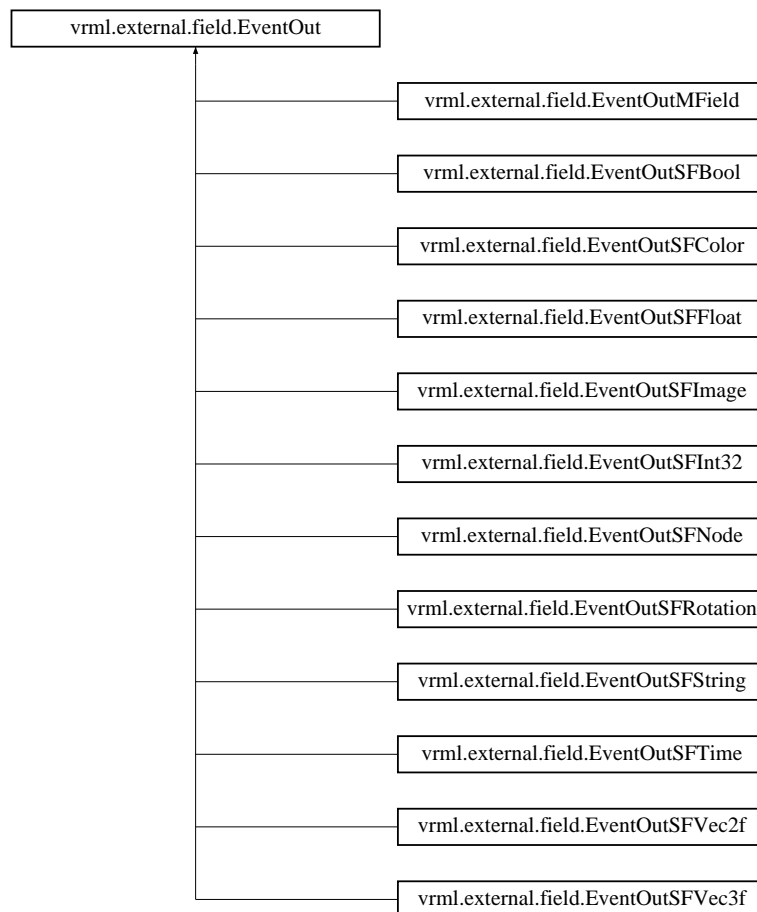 vrml.external.field.EventOut
vrml.external.field.EventOutMField
vrml.external.field.EventOutSFBool
vrml.external.field.EventOutSFColor
vrml.external.field.EventOutSFFloat
vrml.external.field.EventOutSFImage
vrml.external.field.EventOutSFInt32
vrml.external.field.EventOutSFNode
vrml.external.field.EventOutSFRotation
vrml.external.field.EventOutSFString
vrml.external.field.EventOutSFTime
vrml.external.field.EventOutSFVec2f
vrml.external.field.EventOutSFVec3f